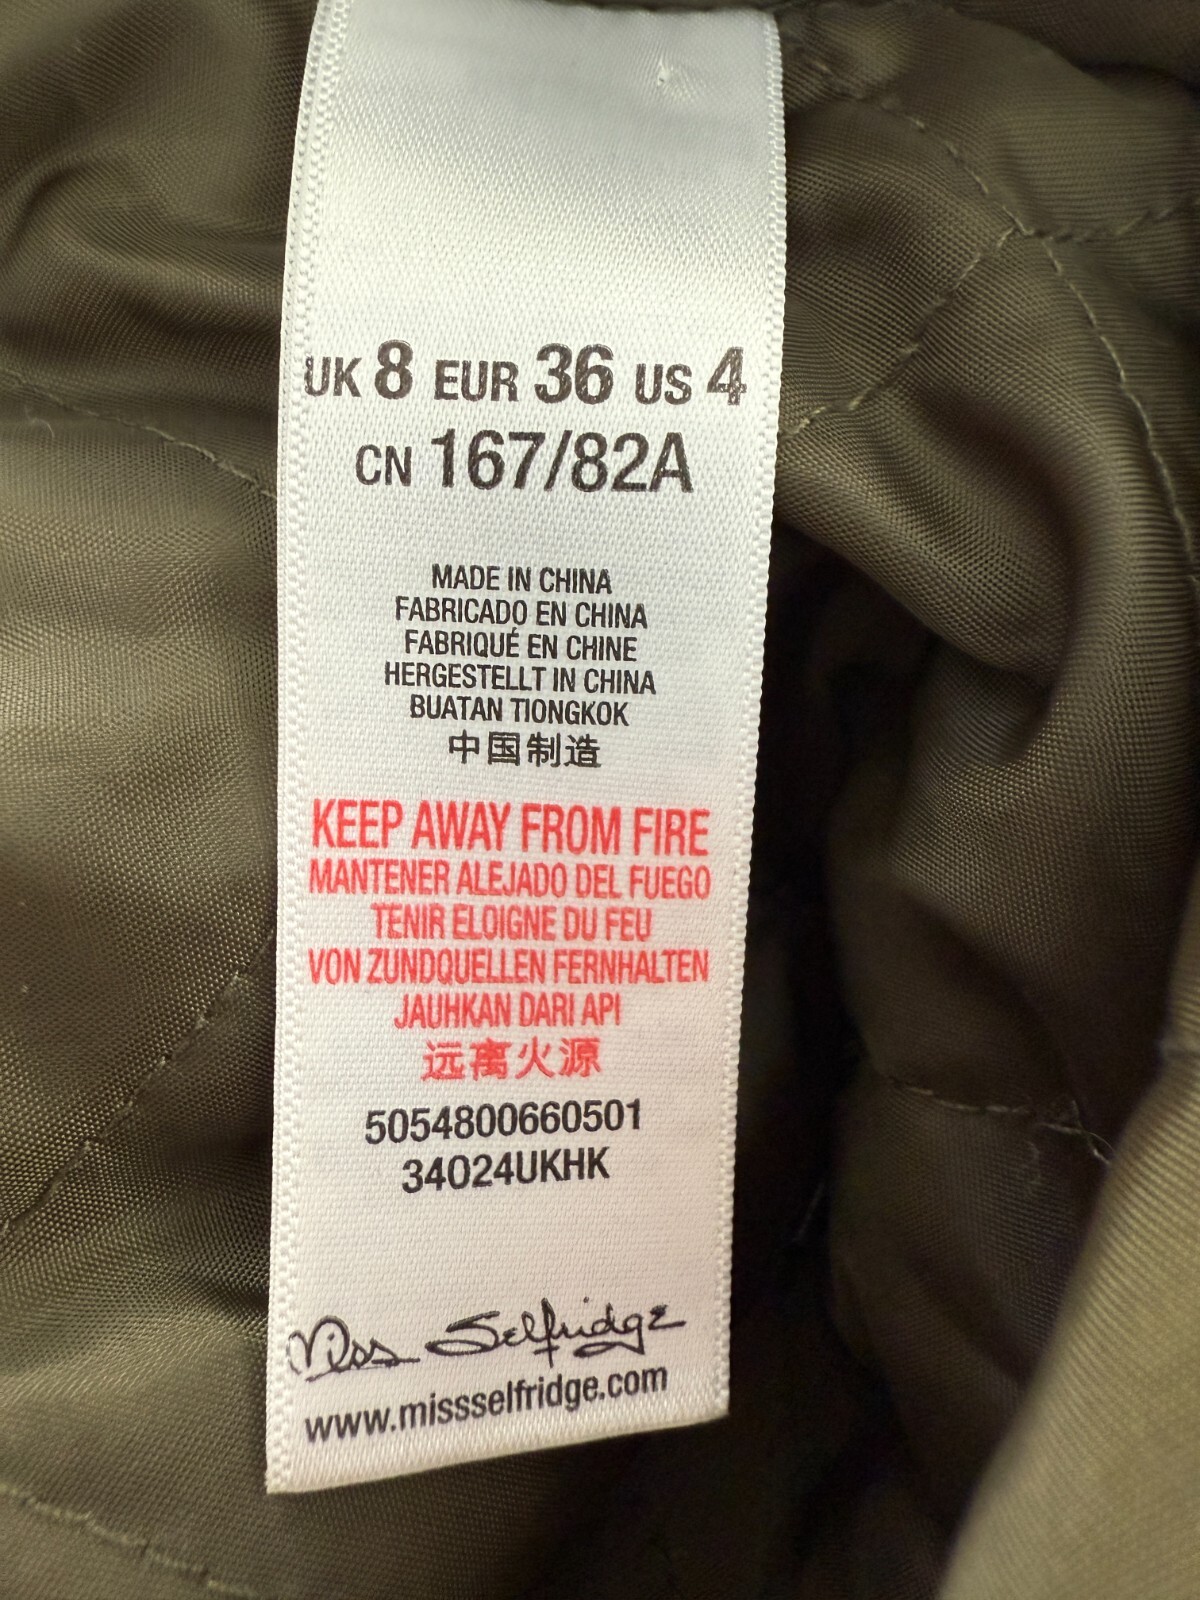 UK 8 EUR 36 US 4
CN 167/82A
MADE IN CHINA
FABRICADO EN CHINA
FABRIQUÉ EN CHINE
HERGESTELLT IN CHINA
BUATAN TIONGKOK
中国制造
KEEP AWAY FROM FIRE
MANTENER ALEJADO DEL FUEGO
TENIR ELOIGNE DU FEU
VON ZUNDQUELLEN FERNHALTEN
JAUHKAN DARI API
远离火源
5054800660501
34O24UKHK
Miss Selfridge
www.missselfridge.com